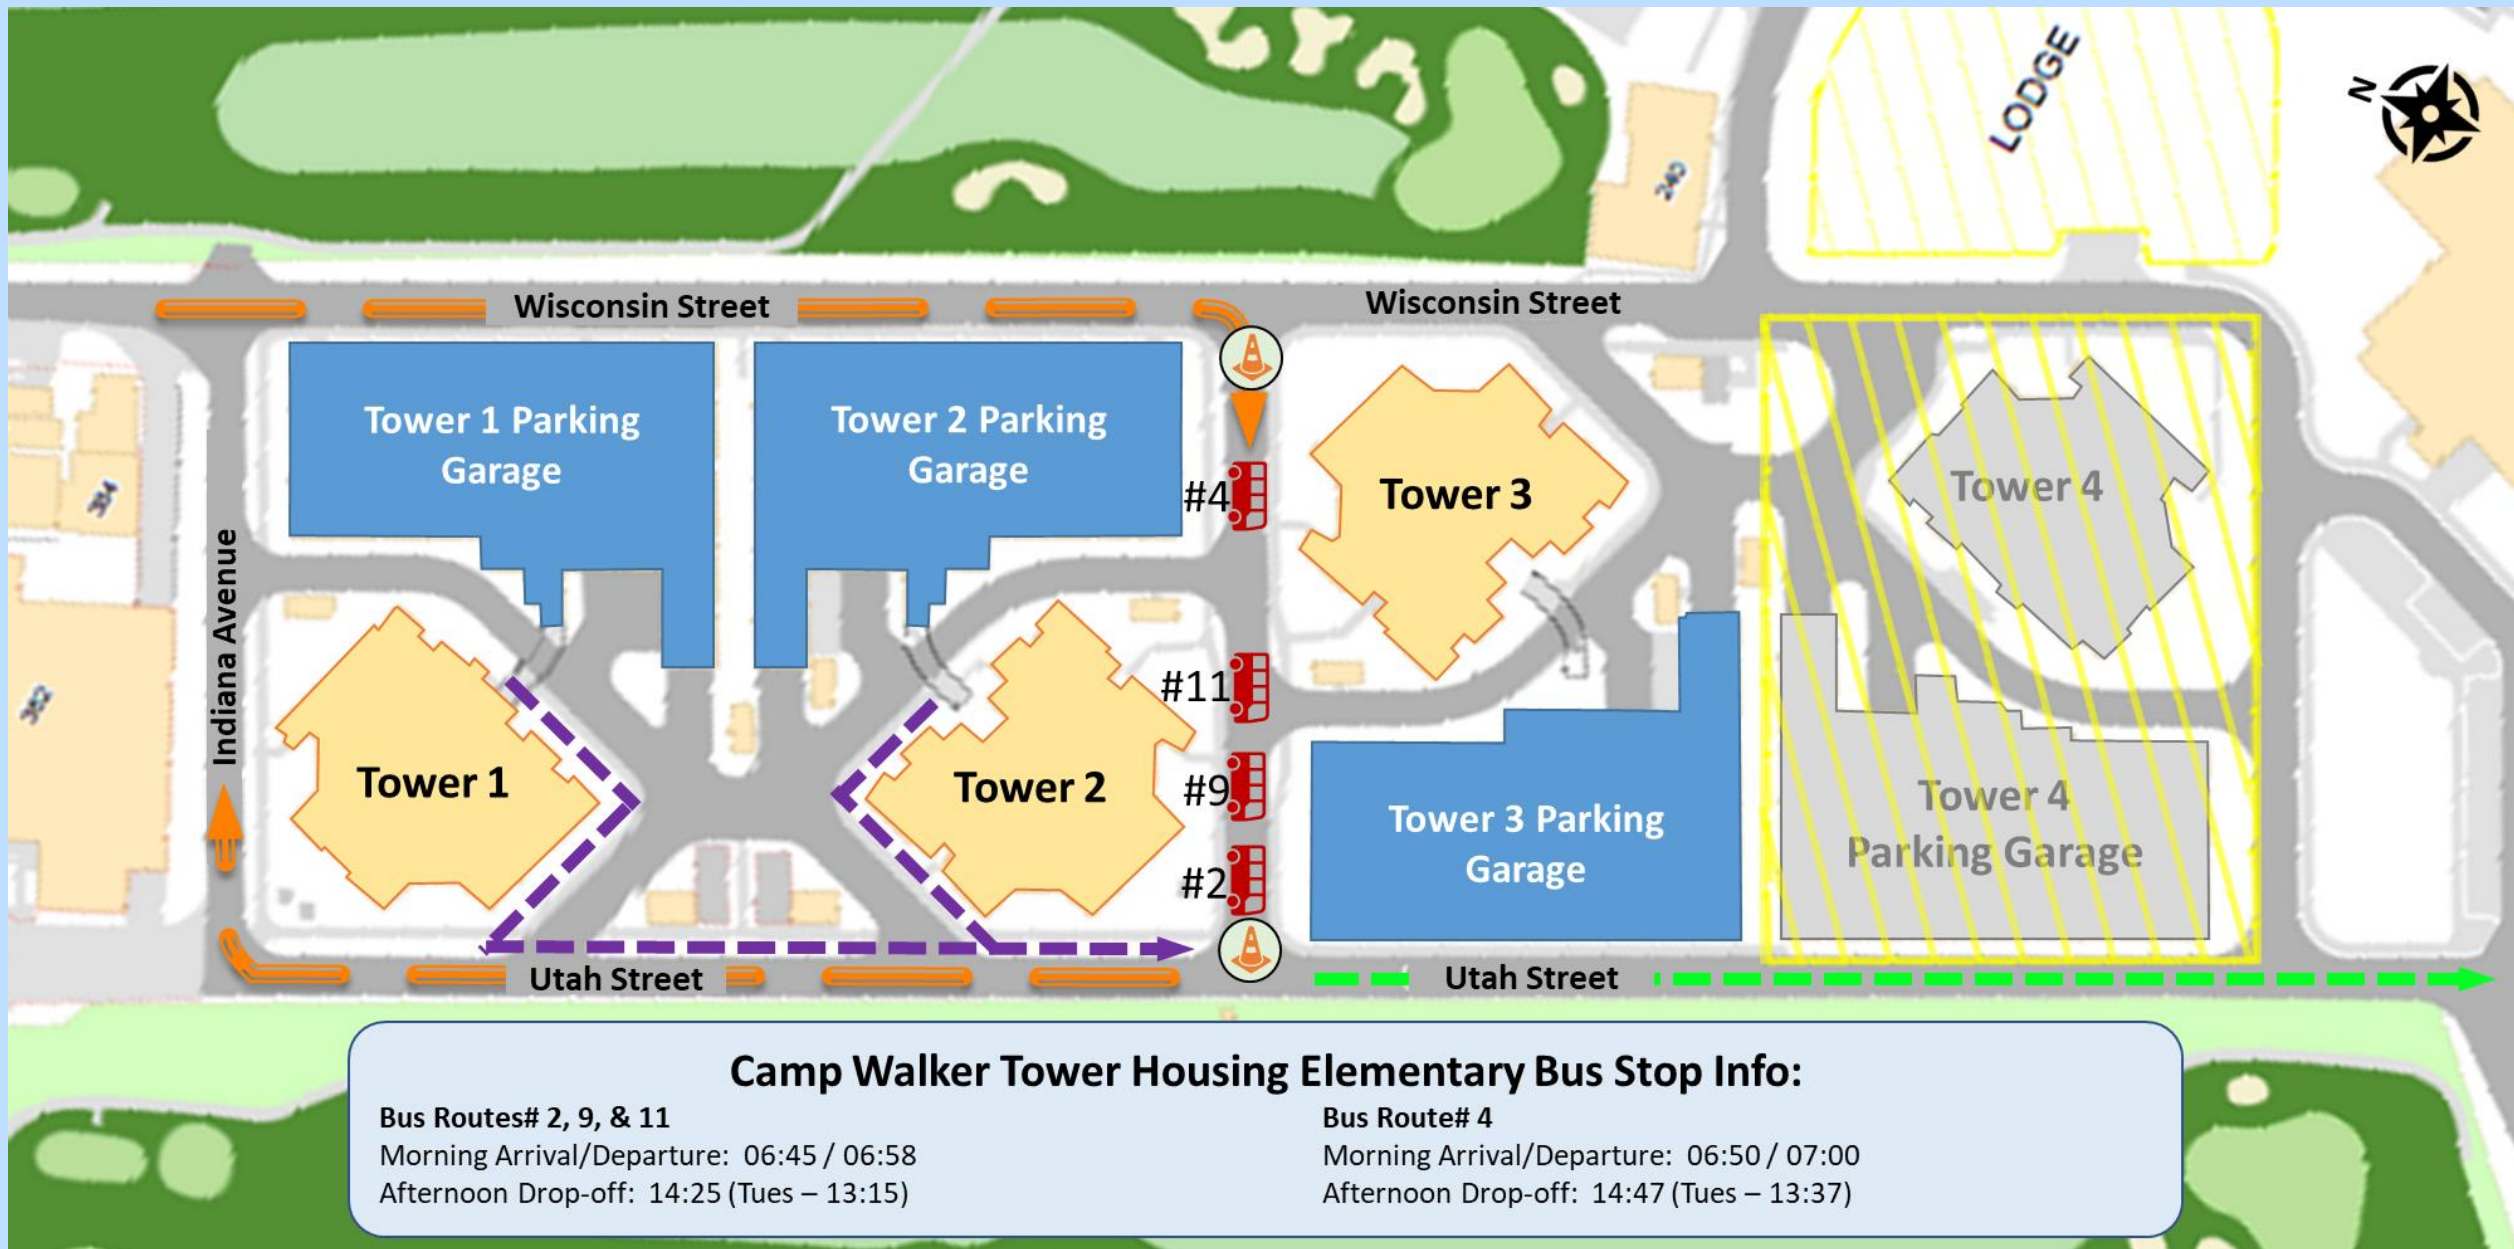 LODGE
N
240
Wisconsin Street
Wisconsin Street
Tower 1 Parking
Garage
Tower 2 Parking
Garage
#4
Tower 3
Tower 4
Indiana Avenue
#11
Tower 1
Tower 2
#9
Tower 3 Parking
Garage
Tower 4
Parking Garage
#2
Utah Street
Utah Street
Camp Walker Tower Housing Elementary Bus Stop Info:
Bus Routes# 2, 9, & 11
Morning Arrival/Departure: 06:45 / 06:58
Afternoon Drop-off: 14:25 (Tues – 13:15)
Bus Route# 4
Morning Arrival/Departure: 06:50 / 07:00
Afternoon Drop-off: 14:47 (Tues – 13:37)